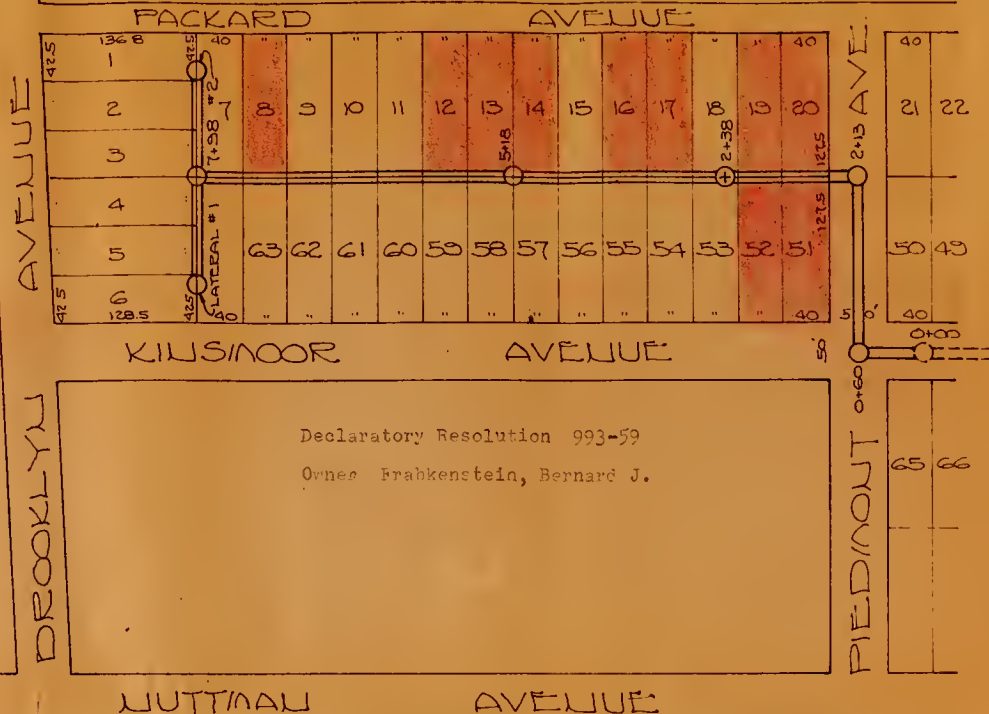 PACKARD AVENUE
42.5 136.8 42.5 40 " " " " " " " " " " " " 40 40
1
2
3
4
5
6
42.5 128.5 42.5
7 8 9 10 11 12 13 14 15 16 17 18 19 20 21 22
7+98 #2
5+18
2+38
2+13
127.5
127.5
LATERAL #1
63 62 61 60 59 58 57 56 55 54 53 52 51 50 49
40 " " " " " " " " " " " " 40 50' 40
0+00
50'
0+60
AVENUE
DROOKLYN
KINSMOOR AVENUE
PIEDMONT AVE.
Declaratory Resolution 993-59
Owner Frabkenstein, Bernard J.
65 66
NUTTMAN AVENUE